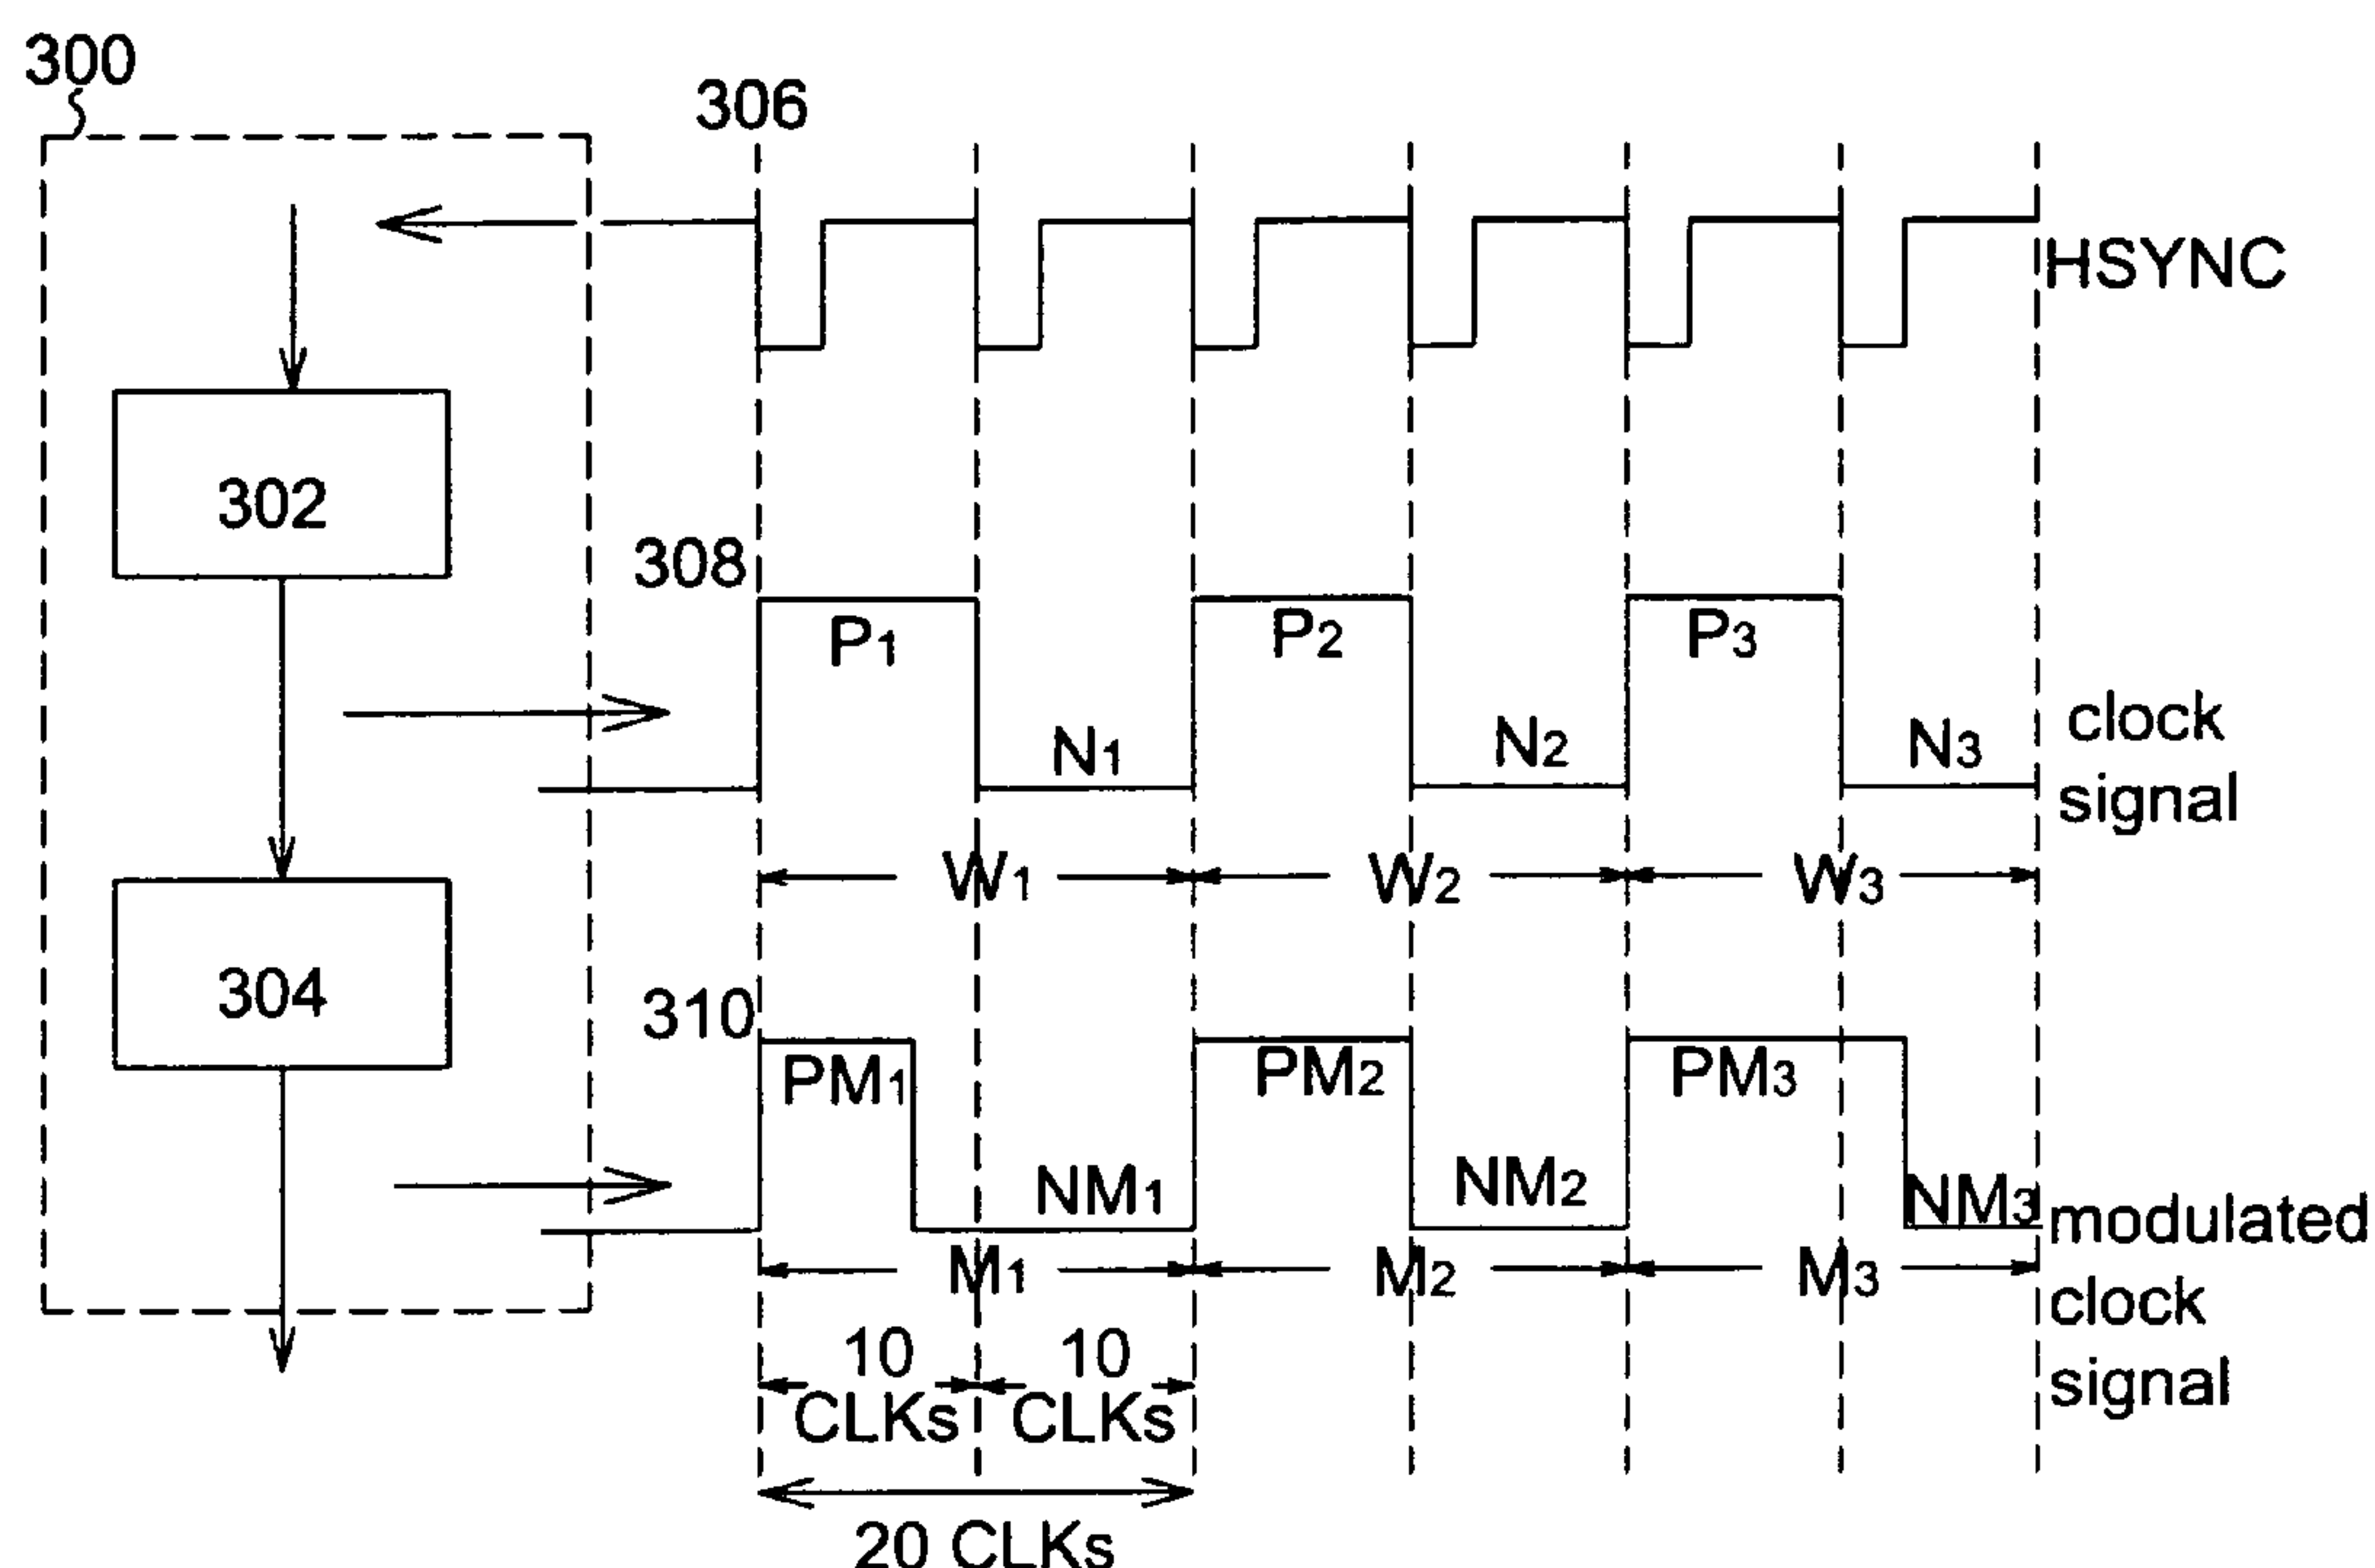 300
306
HSYNC
302
308
P1
P2
P3
N1
N2
N3
clock
signal
W1
W2
W3
304
310
PM1
PM2
PM3
NM1
NM2
NM3
modulated
clock
signal
M1
M2
M3
10
CLKs
10
CLKs
20 CLKs